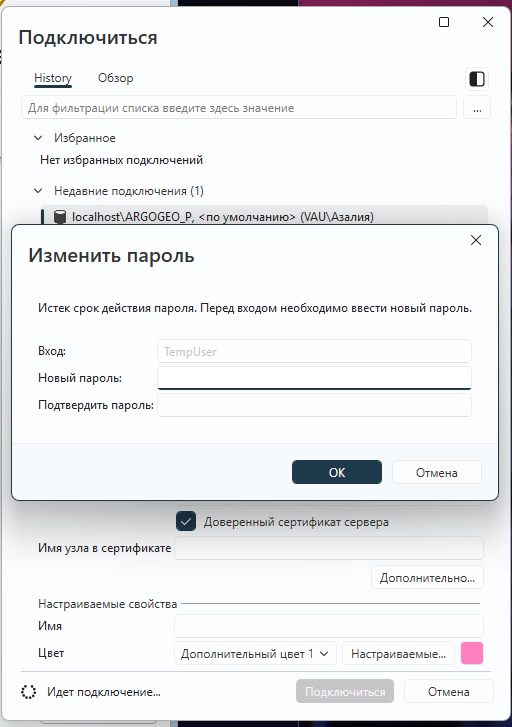 Подключиться
History Обзор
Для фильтрации списка введите здесь значение ...
Избранное
Нет избранных подключений
Недавние подключения (1)
localhost\ARGOGEO_P, <по умолчанию> (VAU\Азалия)
Изменить пароль
Истек срок действия пароля. Перед входом необходимо ввести новый пароль.
Вход: TempUser
Новый пароль:
Подтвердить пароль:
ОК Отмена
Доверенный сертификат сервера
Имя узла в сертификате
Дополнительно...
Настраиваемые свойства
Имя
Цвет Дополнительный цвет 1 Настраиваемые...
Идет подключение... Подключиться Отмена